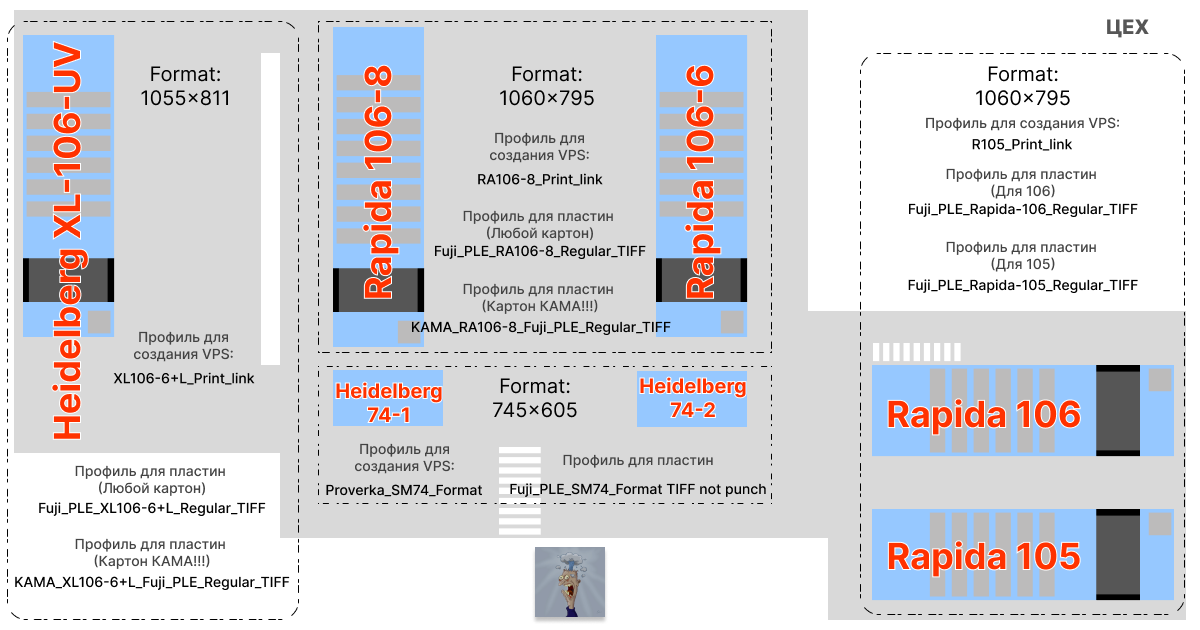 ЦЕХ
Heidelberg XL-106-UV
Format:
1055×811
Профиль для
создания VPS:
XL106-6+L_Print_link
Профиль для пластин
(Любой картон)
Fuji_PLE_XL106-6+L_Regular_TIFF
Профиль для пластин
(Картон КАМА!!!)
KAMA_XL106-6+L_Fuji_PLE_Regular_TIFF
Rapida 106-8
Format:
1060×795
Профиль для
создания VPS:
RA106-8_Print_link
Профиль для пластин
(Любой картон)
Fuji_PLE_RA106-8_Regular_TIFF
Профиль для пластин
(Картон КАМА!!!)
KAMA_RA106-8_Fuji_PLE_Regular_TIFF
Rapida 106-6
Heidelberg
74-1
Format:
745×605
Heidelberg
74-2
Профиль для
создания VPS:
Proverka_SM74_Format
Профиль для пластин
Fuji_PLE_SM74_Format TIFF not punch
Format:
1060×795
Профиль для создания VPS:
R105_Print_link
Профиль для пластин
(Для 106)
Fuji_PLE_Rapida-106_Regular_TIFF
Профиль для пластин
(Для 105)
Fuji_PLE_Rapida-105_Regular_TIFF
Rapida 106
Rapida 105